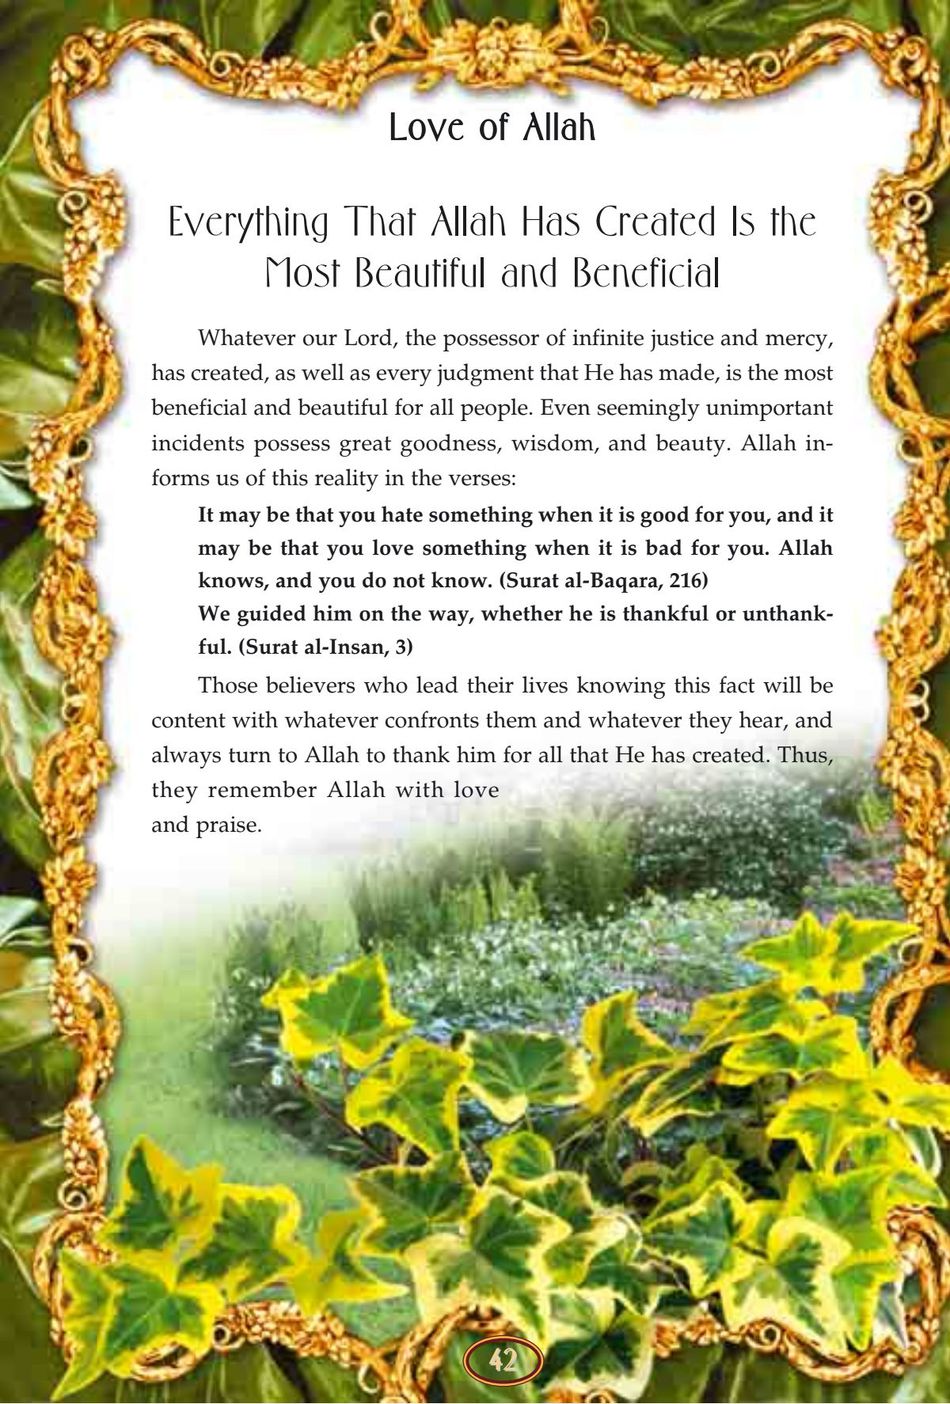 Love of Allah
Everything That Allah Has Created Is the
Most Beautiful and Beneficial
Whatever our Lord, the possessor of infinite justice and mercy,
has created, as well as every judgment that He has made, is the most
beneficial and beautiful for all people. Even seemingly unimportant
incidents possess great goodness, wisdom, and beauty. Allah in-
forms us of this reality in the verses:
It may be that you hate something when it is good for you, and it
may be that you love something when it is bad for you. Allah
knows, and you do not know. (Surat al-Baqara, 216)
We guided him on the way, whether he is thankful or unthank-
ful. (Surat al-Insan, 3)
Those believers who lead their lives knowing this fact will be
content with whatever confronts them and whatever they hear, and
always turn to Allah to thank him for all that He has created. Thus,
they remember Allah with love
and praise.
42